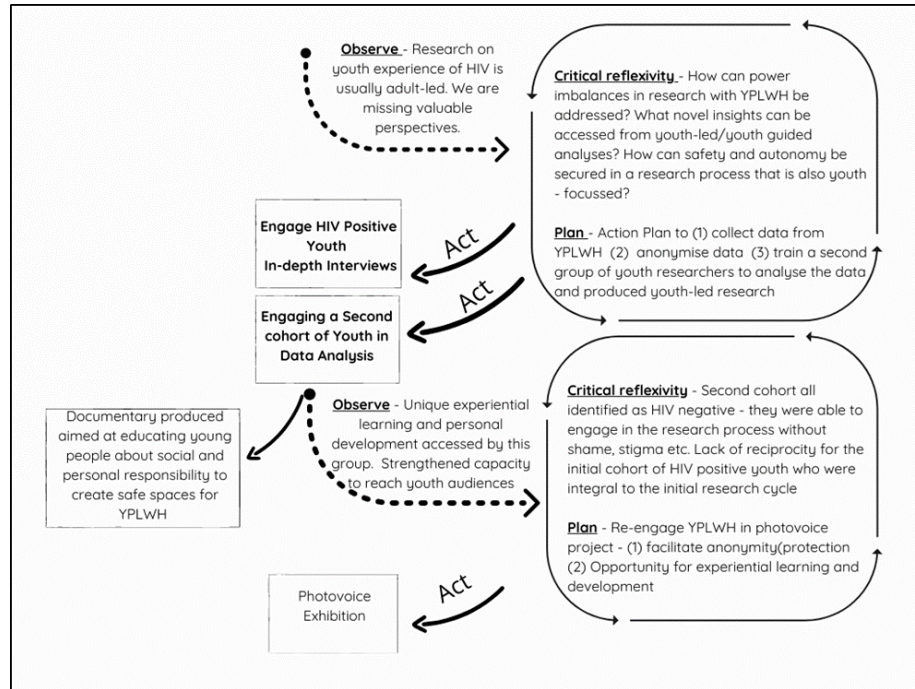 Observe - Research on
youth experience of HIV is
usually adult-led. We are
missing valuable
perspectives.
Critical reflexivity - How can power
imbalances in research with YPLWH be
addressed? What novel insights can be
accessed from youth-led/youth guided
analyses? How can safety and autonomy be
secured in a research process that is also youth
- focussed?
Plan - Action Plan to (1) collect data from
YPLWH (2) anonymise data (3) train a second
group of youth researchers to analyse the data
and produced youth-led research
Act
Engage HIV Positive
Youth
In-depth Interviews
Act
Engaging a Second
cohort of Youth in
Data Analysis
Documentary produced
aimed at educating young
people about social and
personal responsibility to
create safe spaces for
YPLWH
Observe - Unique experiential
learning and personal
development accessed by this
group. Strengthened capacity
to reach youth audiences
Critical reflexivity - Second cohort all
identified as HIV negative - they were able to
engage in the research process without
shame, stigma etc. Lack of reciprocity for the
initial cohort of HIV positive youth who were
integral to the initial research cycle
Plan - Re-engage YPLWH in photovoice
project - (1) facilitate anonymity(protection
(2) Opportunity for experiential learning and
development
Act
Photovoice
Exhibition